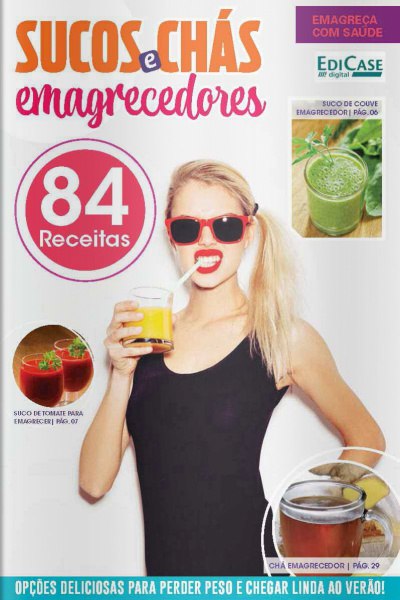 SUCOS e CHÁS
emagrecedores
EMAGREÇA
COM SAÚDE
EDICASE
digital
SUCO DE COUVE
EMAGRECEDOR| PÁG. 06
84
Receitas
SUCO DE TOMATE PARA
EMAGRECER| PÁG. 07
CHÁ EMAGRECEDOR | PÁG. 29
OPÇÕES DELICIOSAS PARA PERDER PESO E CHEGAR LINDA AO VERÃO!